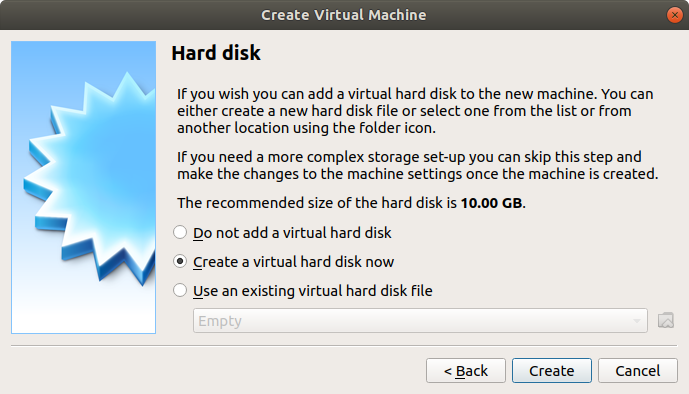 Create Virtual Machine
Hard disk
If you wish you can add a virtual hard disk to the new machine. You can
either create a new hard disk file or select one from the list or from
another location using the folder icon.
If you need a more complex storage set-up you can skip this step and
make the changes to the machine settings once the machine is created.
The recommended size of the hard disk is 10.00 GB.
Do not add a virtual hard disk
Create a virtual hard disk now
Use an existing virtual hard disk file
Empty
< Back Create Cancel